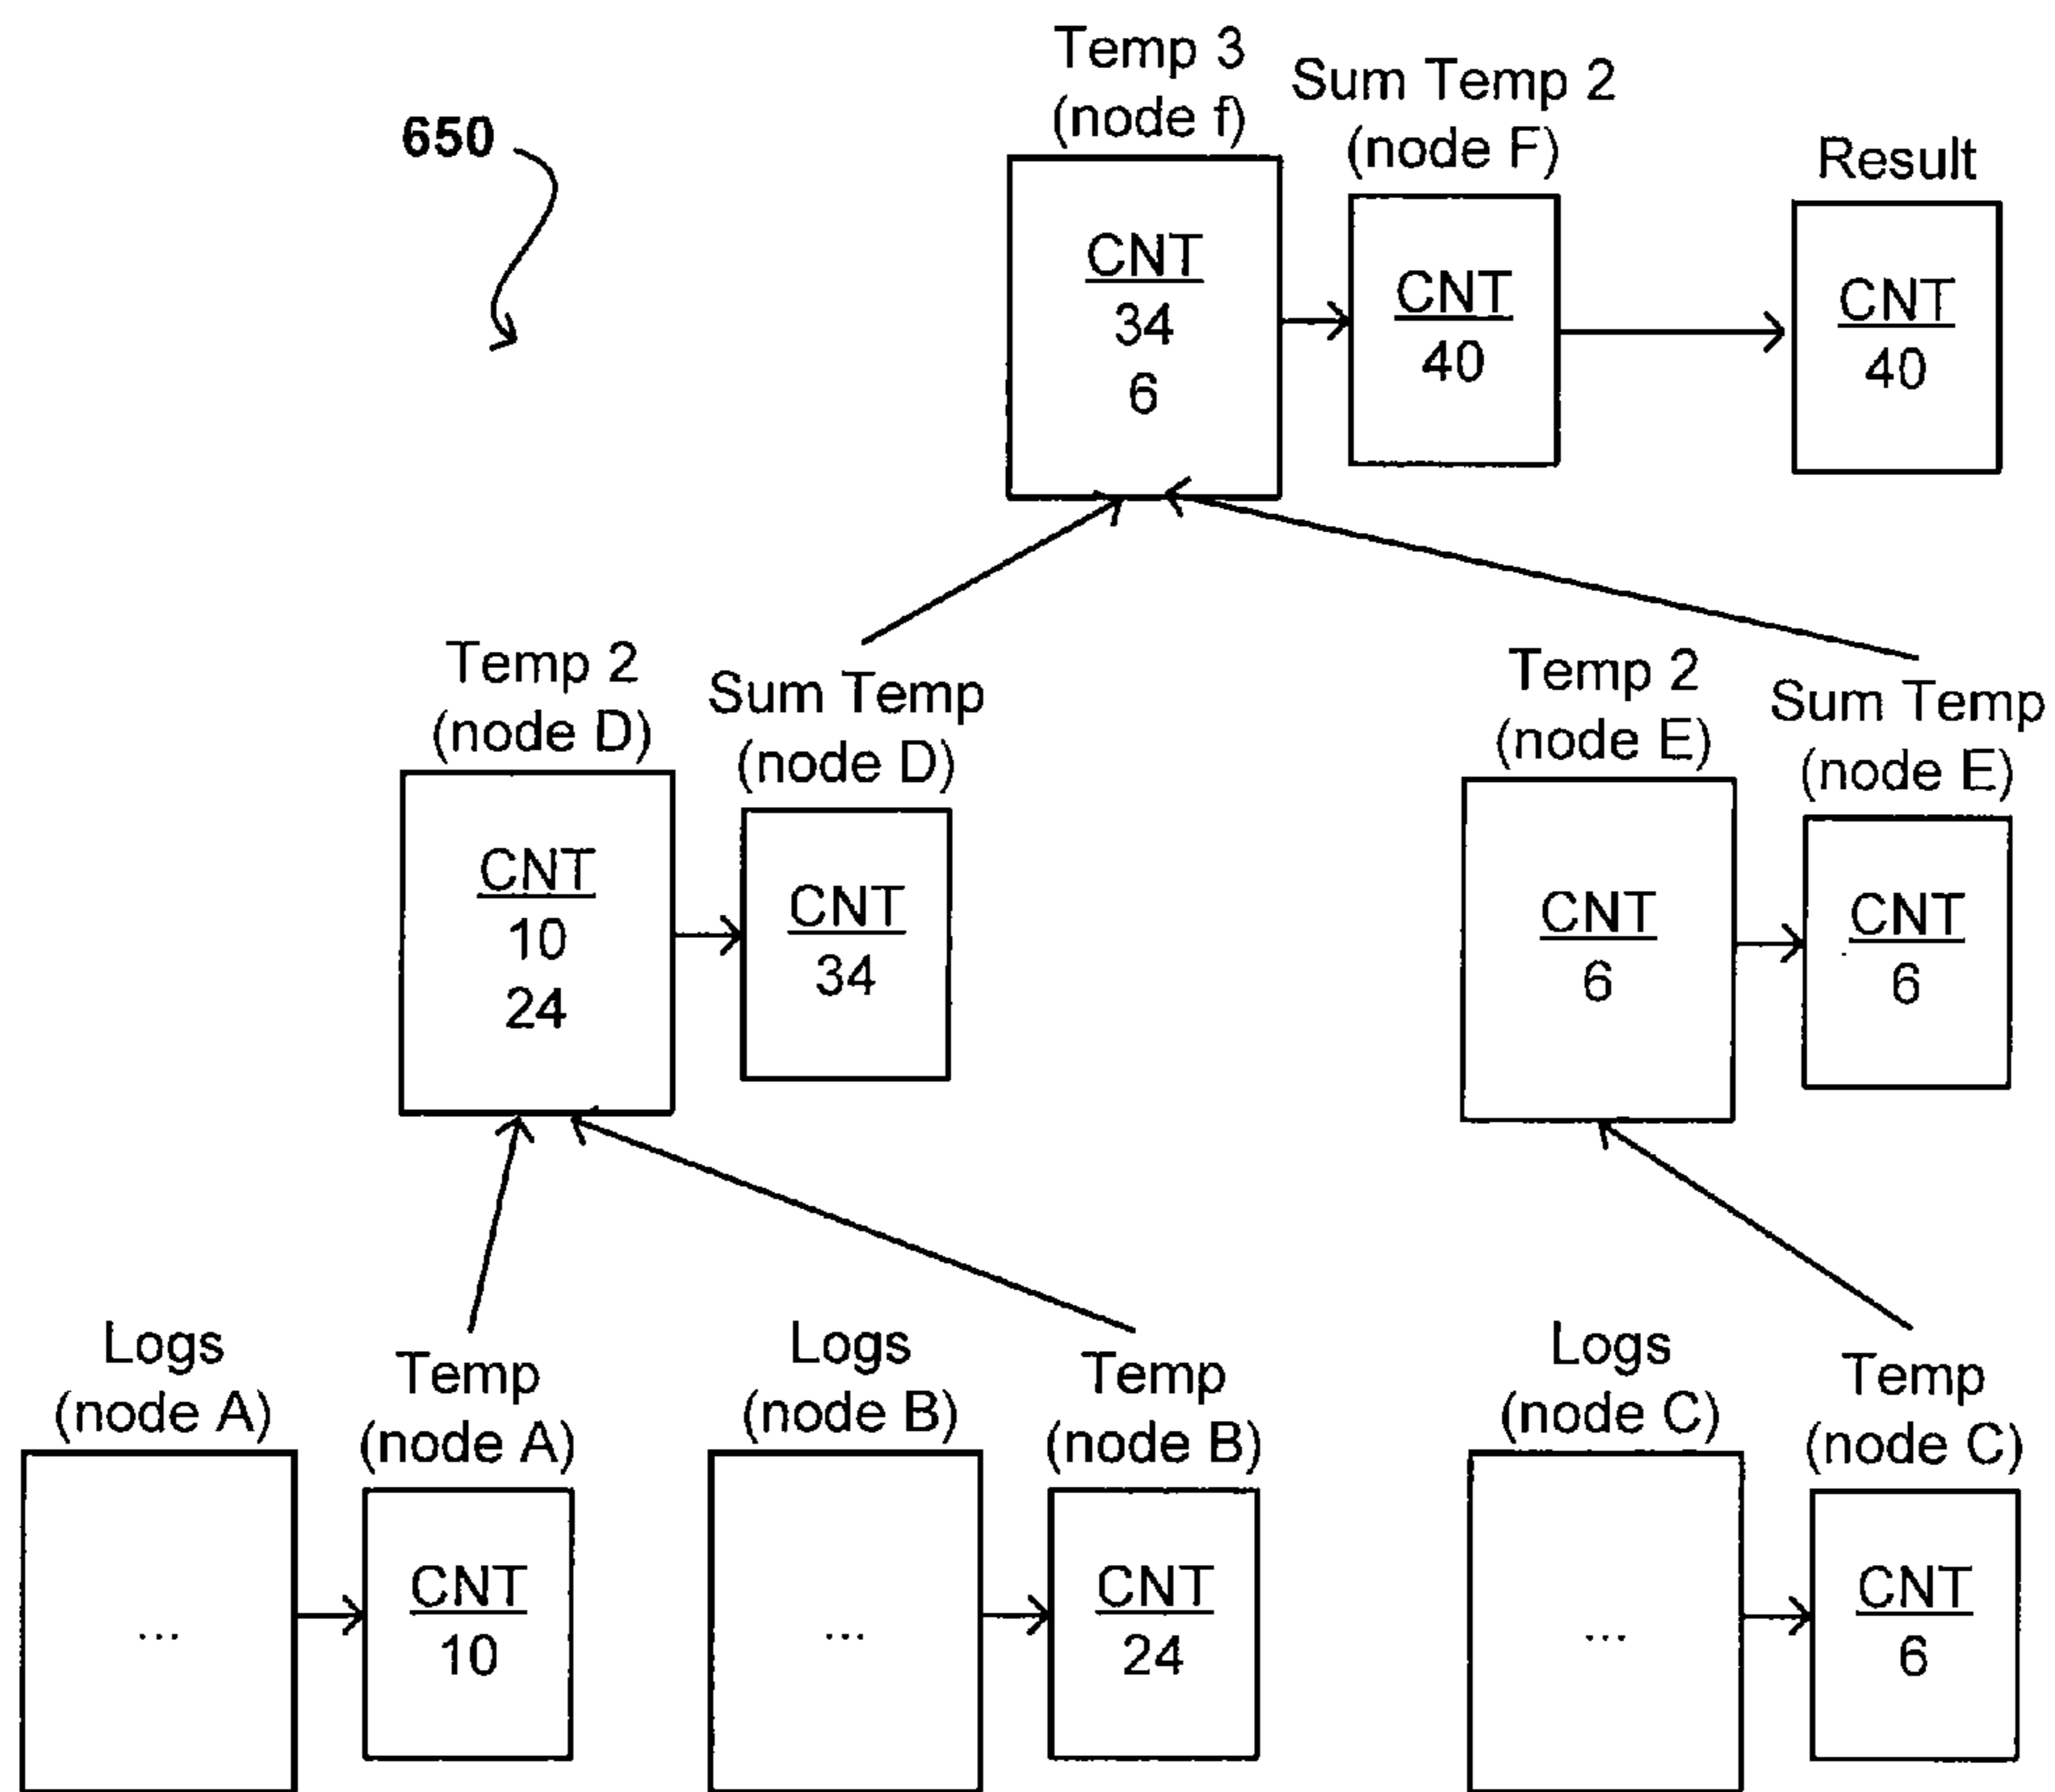 650
Temp 3
(node f)
CNT
34
6
Sum Temp 2
(node F)
CNT
40
Result
CNT
40
Temp 2
(node D)
CNT
10
24
Sum Temp
(node D)
CNT
34
Temp 2
(node E)
CNT
6
Sum Temp
(node E)
CNT
6
Logs
(node A)
...
Temp
(node A)
CNT
10
Logs
(node B)
...
Temp
(node B)
CNT
24
Logs
(node C)
...
Temp
(node C)
CNT
6